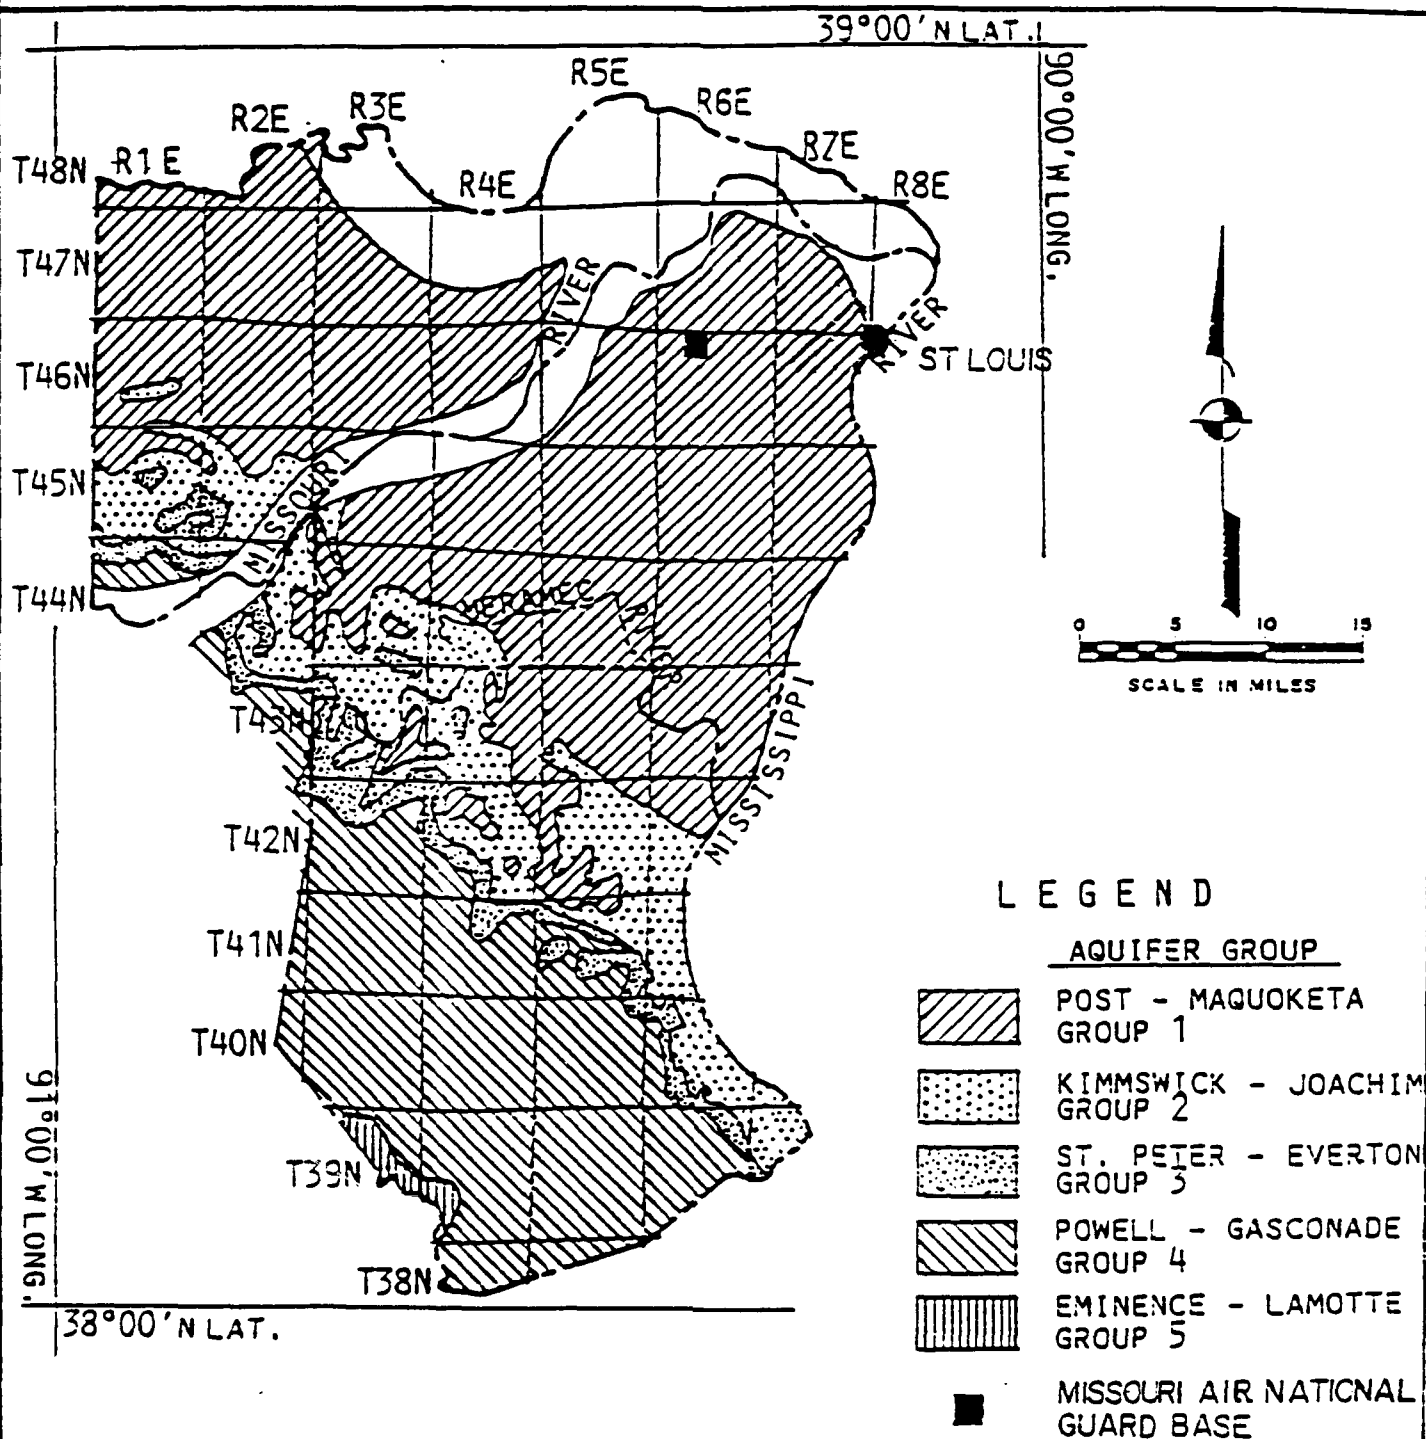 39°00'N LAT.
90°00'W LONG.
R5E
R6E
R3E
R2E
R7E
R1E
T48N
R4E
R8E
T47N
RIVER
RIVER
ST LOUIS
T46N
MISSOURI
T45N
T44N
MERAMEC
RIVER
0 5 10 15
SCALE IN MILES
T43N
MISSISSIPPI
T42N
LEGEND
T41N
AQUIFER GROUP
POST - MAQUOKETA
GROUP 1
T40N
KIMMSWICK - JOACHIM
GROUP 2
91°00'W LONG.
T39N
ST. PETER - EVERTON
GROUP 3
POWELL - GASCONADE
GROUP 4
T38N
EMINENCE - LAMOTTE
GROUP 5
38°00'N LAT.
MISSOURI AIR NATIONAL
GUARD BASE